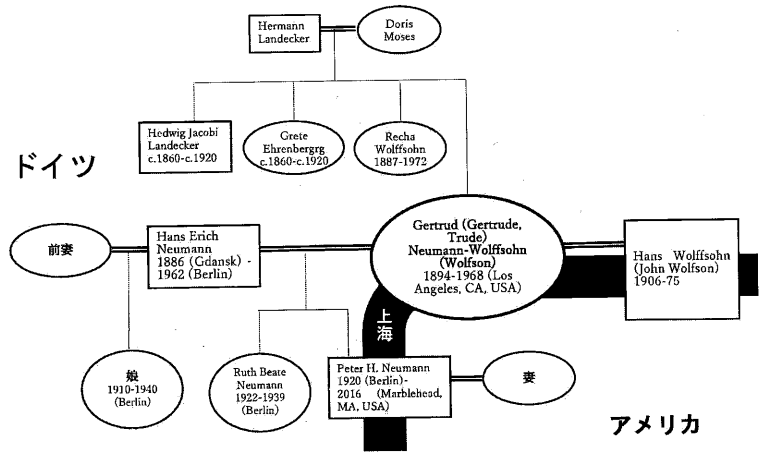 Hermann
Landecker
Doris
Moses
Hedwig Jacobi
Landecker
c.1860-c.1920
Grete
Ehrenbergrg
c.1860-c.1920
Recha
Wolffsohn
1887-1972
ドイツ
前妻
Hans Erich
Neumann
1886 (Gdansk) -
1962 (Berlin)
Gertrud (Gertrude,
Trude)
Neumann-Wolffsohn
(Wolfson)
1894-1968 (Los
Angeles, CA, USA)
Hans Wolffsohn
(John Wolfson)
1906-75
上海
娘
1910-1940
(Berlin)
Ruth Beate
Neumann
1922-1939
(Berlin)
Peter H. Neumann
1920 (Berlin)-
2016 (Marblehead,
MA, USA)
妻
アメリカ